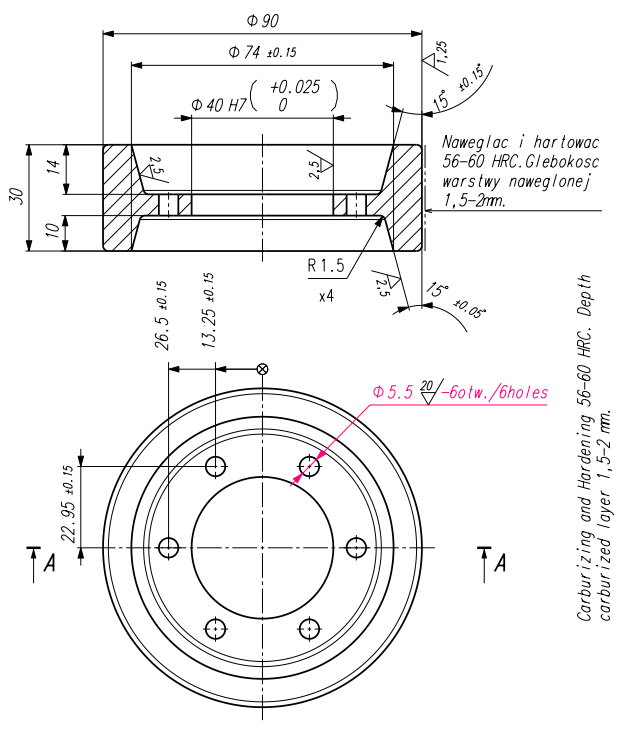 Φ 90
Φ 74 ±0.15
Φ 40 H7 ( +0.025 0 )
1,25
15° ±0.15°
Naweglac i hartowac
56-60 HRC.Glebokosc
warstwy naweglonej
1,5-2mm.
30
14
10
2,5
2,5
R 1.5
x4
2,5
15° ±0.05°
26.5 ±0.15
13.25 ±0.15
Φ 5.5 20 -6otw./6holes
22.95 ±0.15
A
A
Carburizing and Hardening 56-60 HRC. Depth
carburized layer 1,5-2 mm.